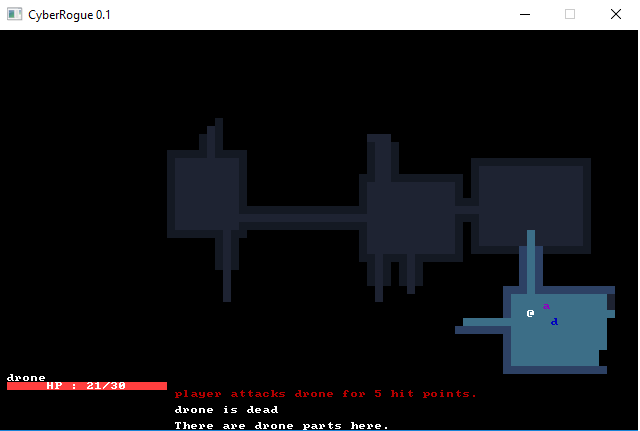 CyberRogue 0.1
a
@
d
drone
HP : 21/30
player attacks drone for 5 hit points.
drone is dead
There are drone parts here.